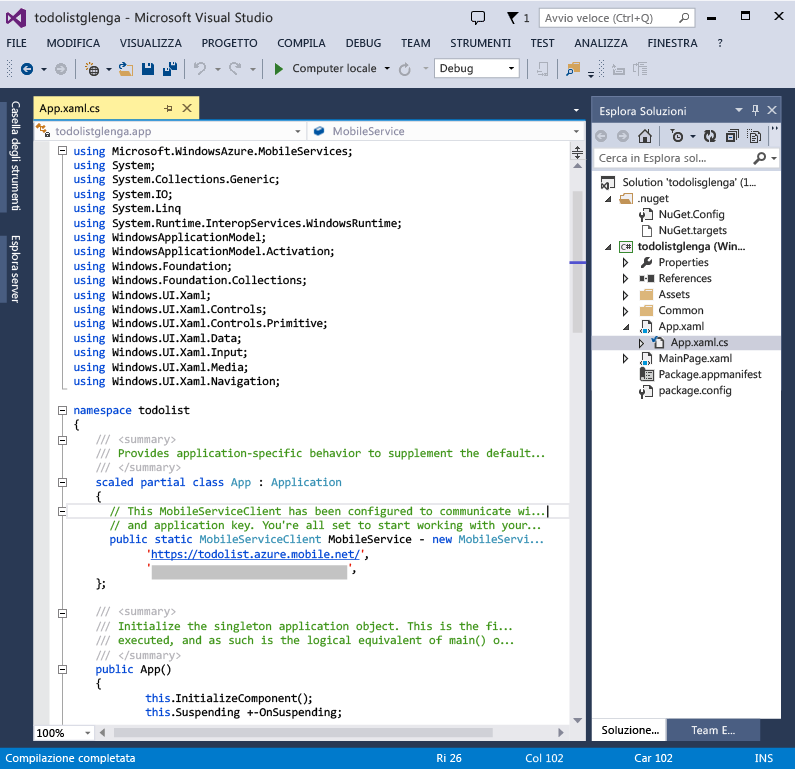 todolistglenga - Microsoft Visual Studio
1
Avvio veloce (Ctrl+Q)
FILE MODIFICA VISUALIZZA PROGETTO COMPILA DEBUG TEAM STRUMENTI TEST ANALIZZA FINESTRA ?
Computer locale Debug
Casella degli strumenti
Esplora server
App.xaml.cs
todolistglenga.app MobileService
using Microsoft.WindowsAzure.MobileServices;
using System;
using System.Collections.Generic;
using System.IO;
using System.Linq
using System.Runtime.InteropServices.WindowsRuntime;
using WindowsApplicationModel;
using WindowsApplicationModel.Activation;
using Windows.Foundation;
using Windows.Foundation.Collections;
using Windows.UI.Xaml;
using Windows.UI.Xaml.Controls;
using Windows.UI.Xaml.Controls.Primitive;
using Windows.UI.Xaml.Data;
using Windows.UI.Xaml.Input;
using Windows.UI.Xaml.Media;
using Windows.UI.Xaml.Navigation;
namespace todolist
{
/// <summary>
/// Provides application-specific behavior to supplement the default...
/// </summary>
scaled partial class App : Application
{
// This MobileServiceClient has been configured to communicate wi...
// and application key. You're all set to start working with your...
public static MobileServiceClient MobileService - new MobileServi...
'https://todolist.azure.mobile.net/',
' ',
};
/// <summary>
/// Initialize the singleton application object. This is the fi...
/// executed, and as such is the logical equivalent of main() o...
/// </summary>
public App()
{
this.InitializeComponent();
this.Suspending +-OnSuspending;
100%
Esplora Soluzioni
Cerca in Esplora sol...
Solution 'todolisglenga' (1...
.nuget
NuGet.Config
NuGet.targets
C# todolistglenga (Win...
Properties
References
Assets
Common
App.xaml
App.xaml.cs
MainPage.xaml
Package.appmanifest
package.config
Soluzione... Team E...
Compilazione completata Ri 26 Col 102 Car 102 INS